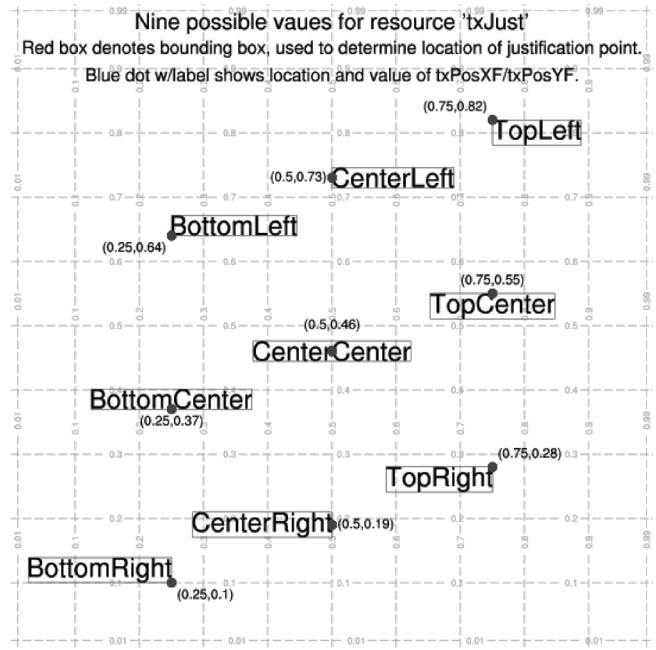 Nine possible vaues for resource 'txJust'
Red box denotes bounding box, used to determine location of justification point.
Blue dot w/label shows location and value of txPosXF/txPosYF.
(0.75,0.82)
TopLeft
(0.5,0.73)
CenterLeft
BottomLeft
(0.25,0.64)
(0.75,0.55)
TopCenter
(0.5,0.46)
CenterCenter
BottomCenter
(0.25,0.37)
(0.75,0.28)
TopRight
CenterRight
(0.5,0.19)
BottomRight
(0.25,0.1)